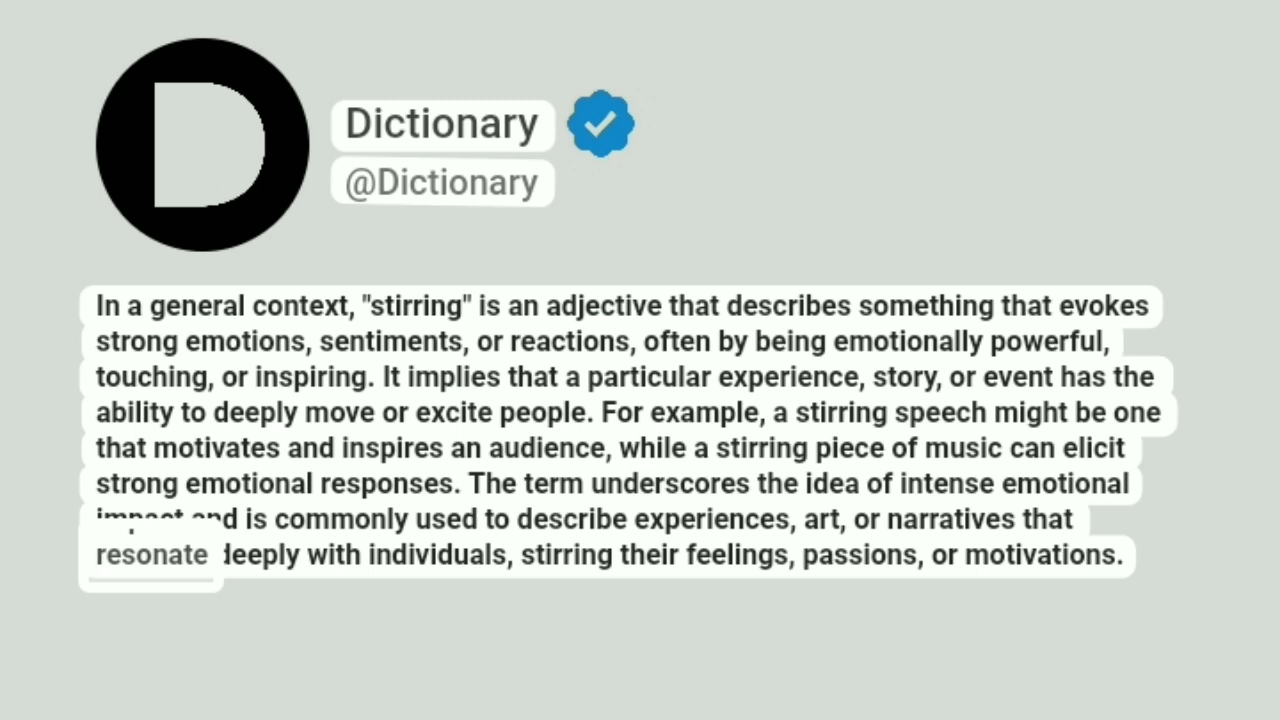 D
Dictionary
@Dictionary
In a general context, "stirring" is an adjective that describes something that evokes
strong emotions, sentiments, or reactions, often by being emotionally powerful,
touching, or inspiring. It implies that a particular experience, story, or event has the
ability to deeply move or excite people. For example, a stirring speech might be one
that motivates and inspires an audience, while a stirring piece of music can elicit
strong emotional responses. The term underscores the idea of intense emotional
impact and is commonly used to describe experiences, art, or narratives that
resonate deeply with individuals, stirring their feelings, passions, or motivations.